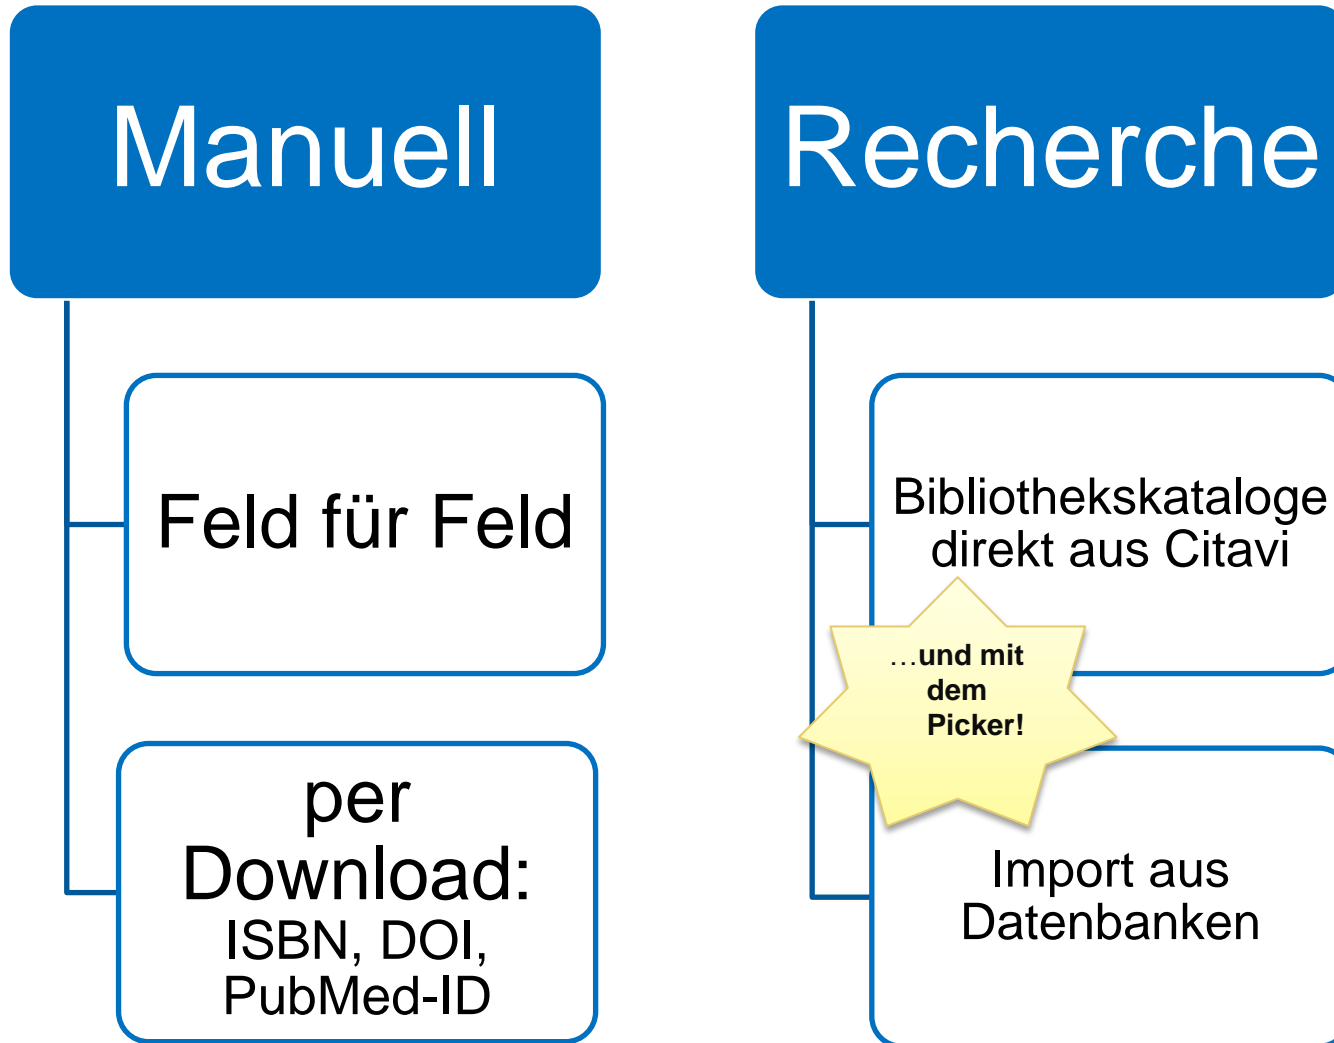 Manuell
Feld für Feld
per
Download:
ISBN, DOI,
PubMed-ID
Recherche
Bibliothekskataloge
direkt aus Citavi
…und mit
dem
Picker!
Import aus
Datenbanken